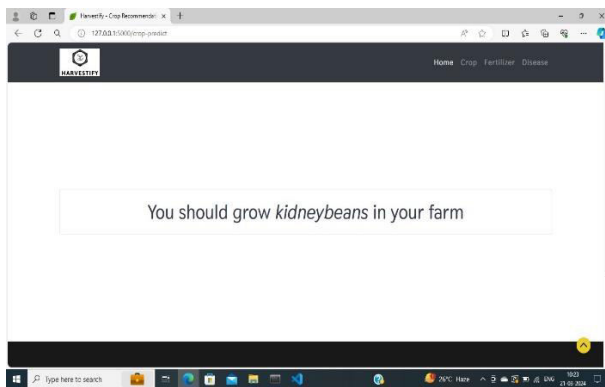 Harvestify - Crop Recommendati
127.0.0.1:5000/crop-predict
HARVESTIFY
Home Crop Fertilizer Disease
You should grow kidneybeans in your farm
Type here to search
26°C Haze
ENG
10:23